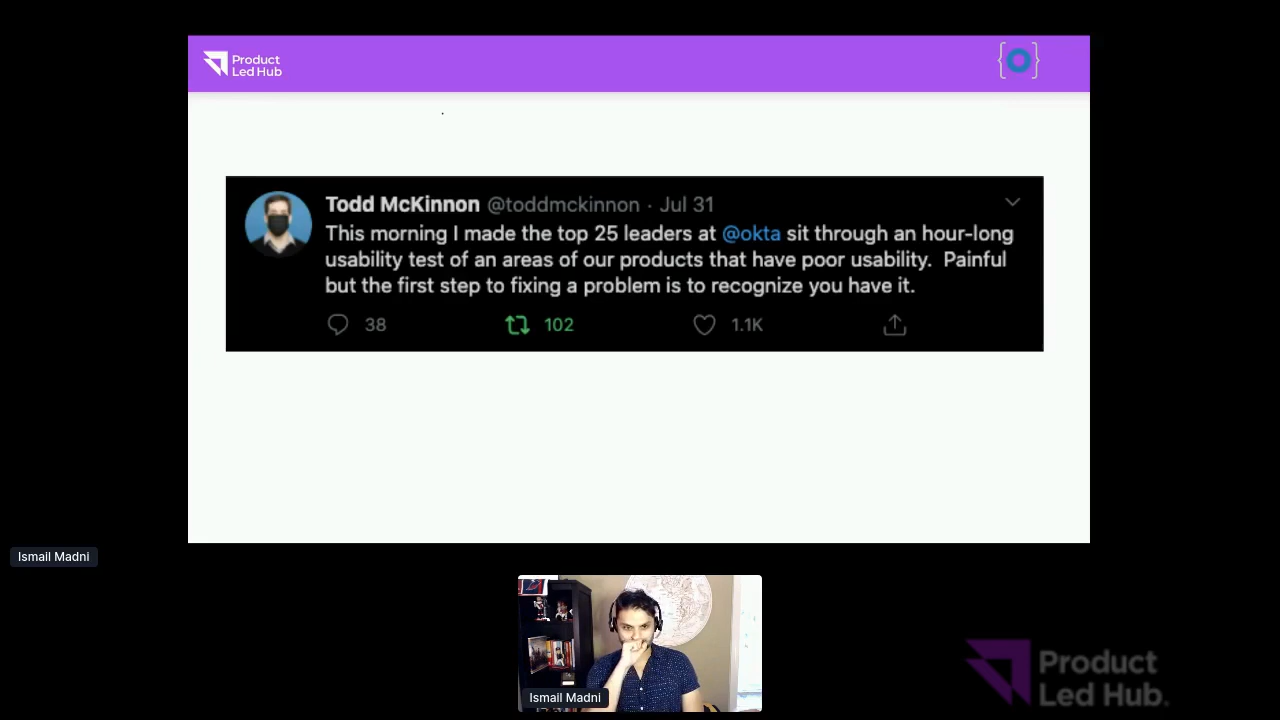 Product
Led Hub
Todd McKinnon @toddmckinnon · Jul 31
This morning I made the top 25 leaders at @okta sit through an hour-long
usability test of an areas of our products that have poor usability.  Painful
but the first step to fixing a problem is to recognize you have it.
38 102 1.1K
Ismail Madni
Ismail Madni
Product
Led Hub.